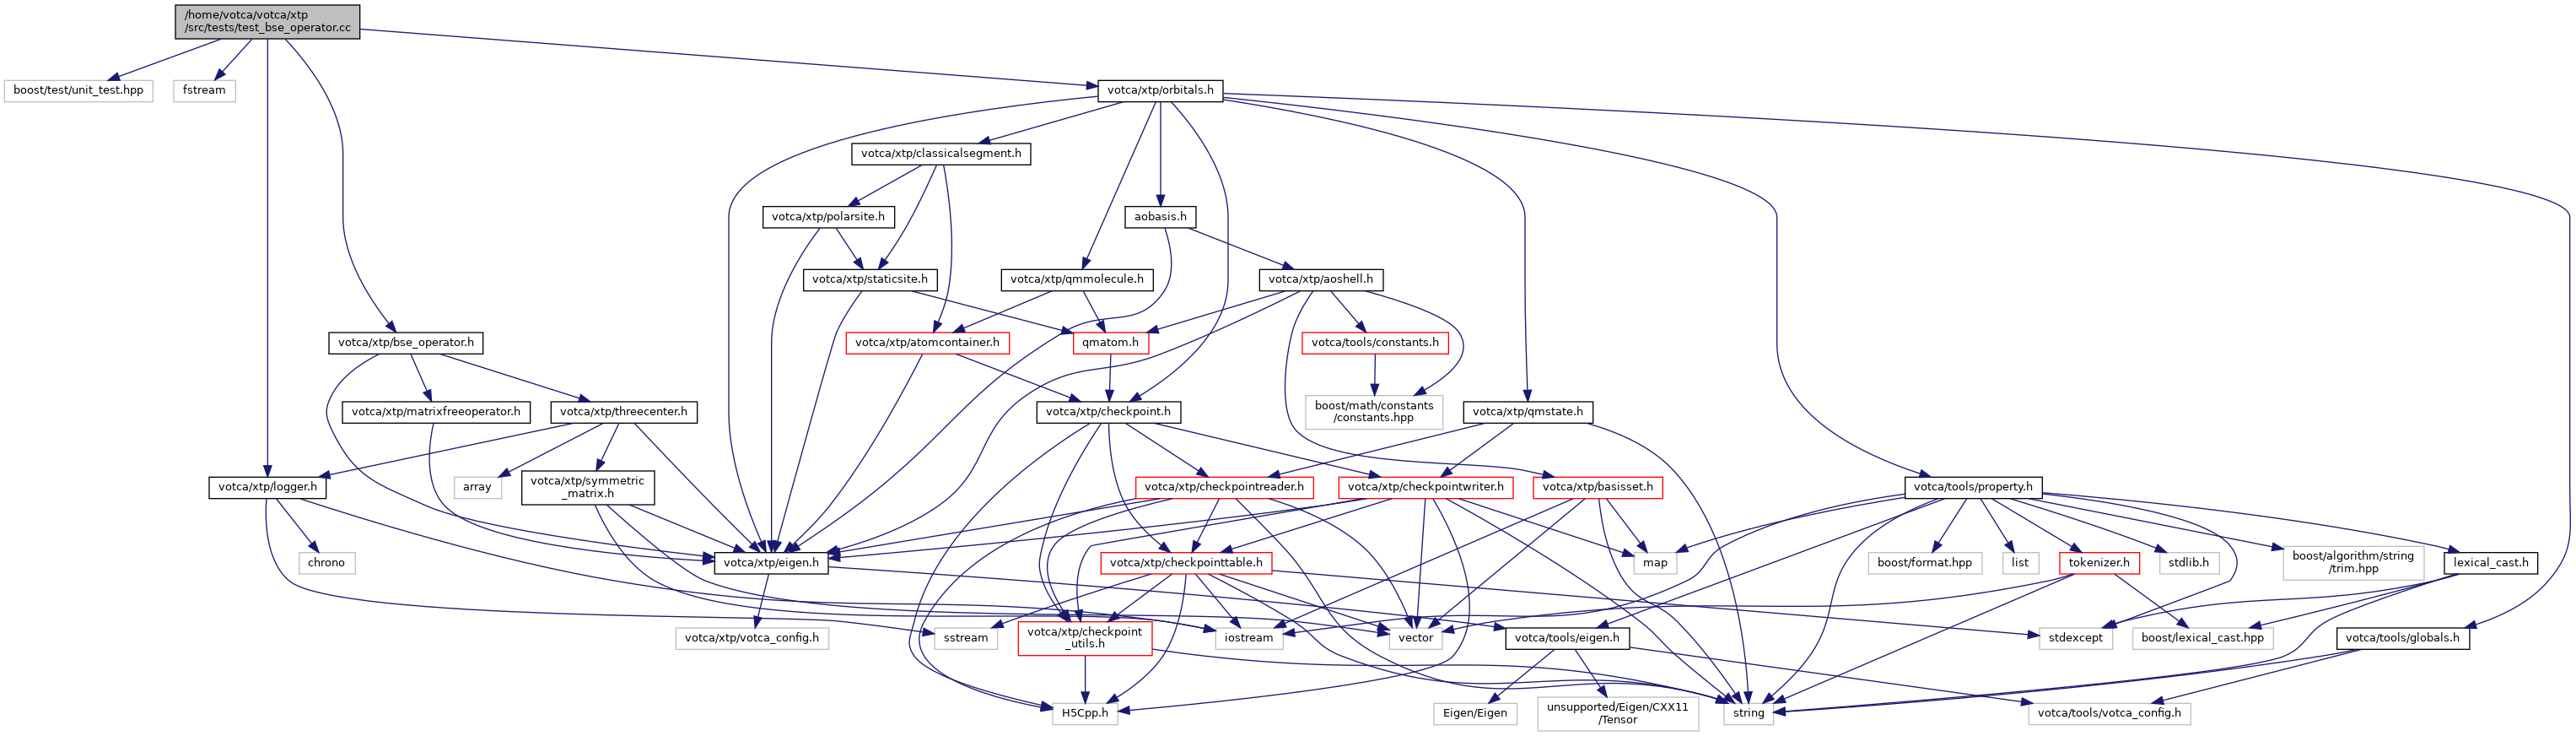 /home/votca/votca/xtp
/src/tests/test_bse_operator.cc
boost/test/unit_test.hpp
fstream
votca/xtp/orbitals.h
votca/xtp/classicalsegment.h
votca/xtp/polarsite.h
aobasis.h
votca/xtp/staticsite.h
votca/xtp/qmmolecule.h
votca/xtp/aoshell.h
votca/xtp/bse_operator.h
votca/xtp/atomcontainer.h
qmatom.h
votca/tools/constants.h
votca/xtp/matrixfreeoperator.h
votca/xtp/threecenter.h
votca/xtp/checkpoint.h
boost/math/constants
/constants.hpp
votca/xtp/qmstate.h
votca/xtp/logger.h
array
votca/xtp/symmetric
_matrix.h
votca/xtp/checkpointreader.h
votca/xtp/checkpointwriter.h
votca/xtp/basisset.h
votca/tools/property.h
chrono
votca/xtp/eigen.h
votca/xtp/checkpointtable.h
map
boost/format.hpp
list
tokenizer.h
stdlib.h
boost/algorithm/string
/trim.hpp
lexical_cast.h
votca/xtp/votca_config.h
sstream
votca/xtp/checkpoint
_utils.h
iostream
vector
votca/tools/eigen.h
stdexcept
boost/lexical_cast.hpp
votca/tools/globals.h
H5Cpp.h
Eigen/Eigen
unsupported/Eigen/CXX11
/Tensor
string
votca/tools/votca_config.h